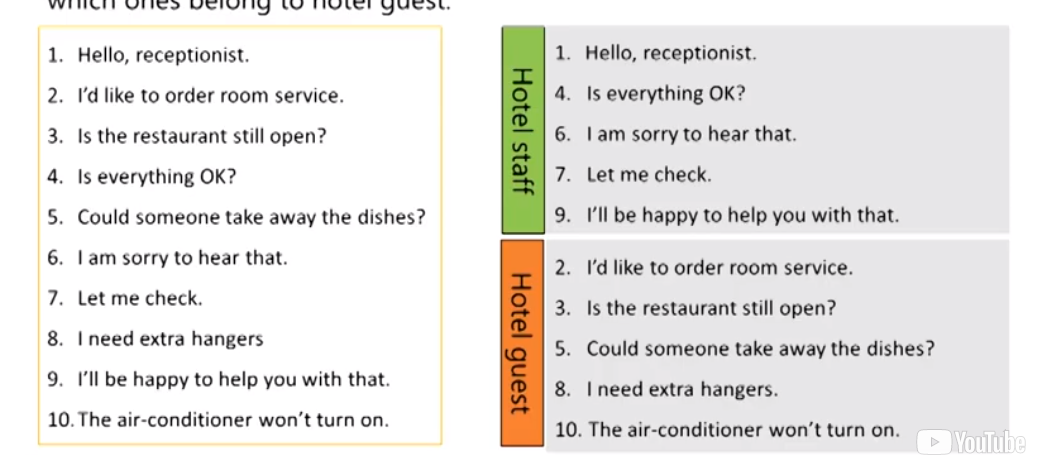 which ones belong to hotel guest.
1. Hello, receptionist.
2. I'd like to order room service.
3. Is the restaurant still open?
4. Is everything OK?
5. Could someone take away the dishes?
6. I am sorry to hear that.
7. Let me check.
8. I need extra hangers
9. I'll be happy to help you with that.
10. The air-conditioner won't turn on.
Hotel staff
1. Hello, receptionist.
4. Is everything OK?
6. I am sorry to hear that.
7. Let me check.
9. I'll be happy to help you with that.
Hotel guest
2. I'd like to order room service.
3. Is the restaurant still open?
5. Could someone take away the dishes?
8. I need extra hangers.
10. The air-conditioner won't turn on.
YouTube